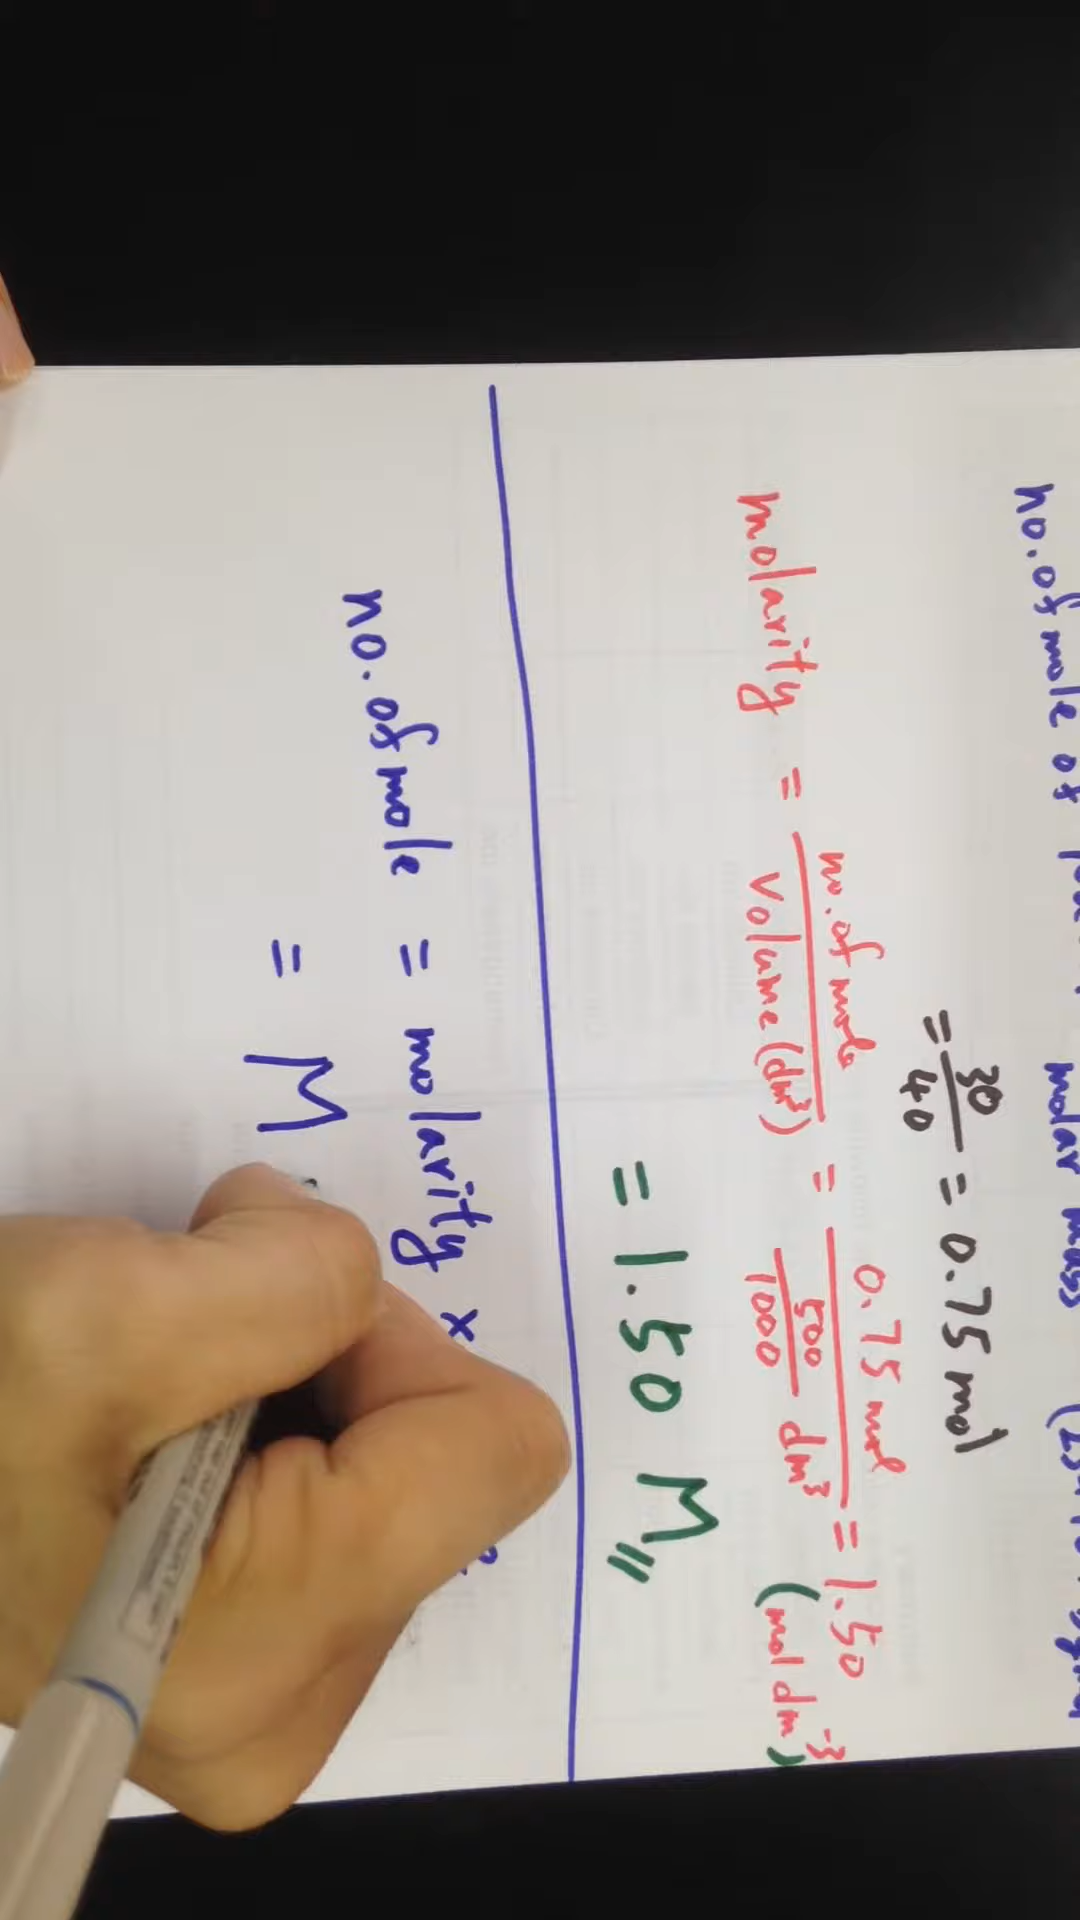 no. of mole of
molar mass
= 30/40 = 0.75 mol
molarity = no. of mole / Volume (dm³) = 0.75 mol / (500/1000 dm³) = 1.50 (mol dm⁻³)
= 1.50 M
no. of mole = molarity ×
= M